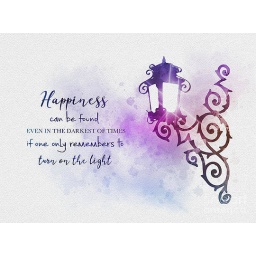 Happiness
can be found
EVEN IN THE DARKEST OF TIMES
if one only remembers to
turn on the light